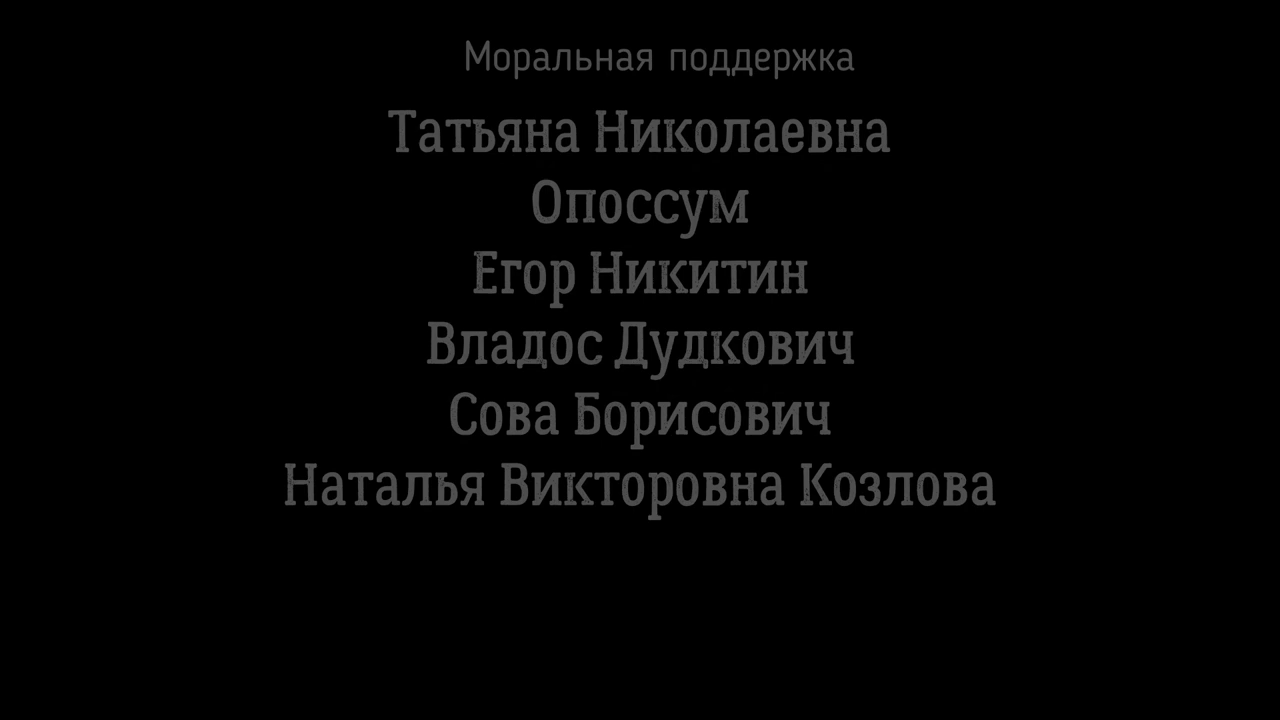 Моральная поддержка
Татьяна Николаевна
Опоссум
Егор Никитин
Владос Дудкович
Сова Борисович
Наталья Викторовна Козлова